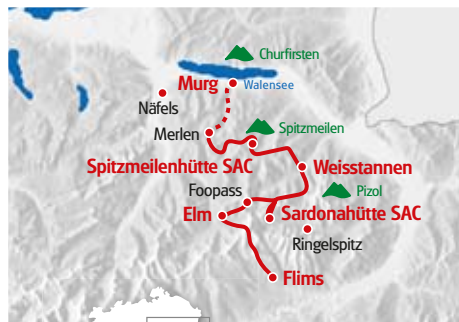 Churfirsten
Murg
Walensee
Näfels
Merlen
Spitzmeilen
Spitzmeilenhütte SAC
Weisstannen
Foopass
Pizol
Elm
Sardonahütte SAC
Ringelspitz
Flims